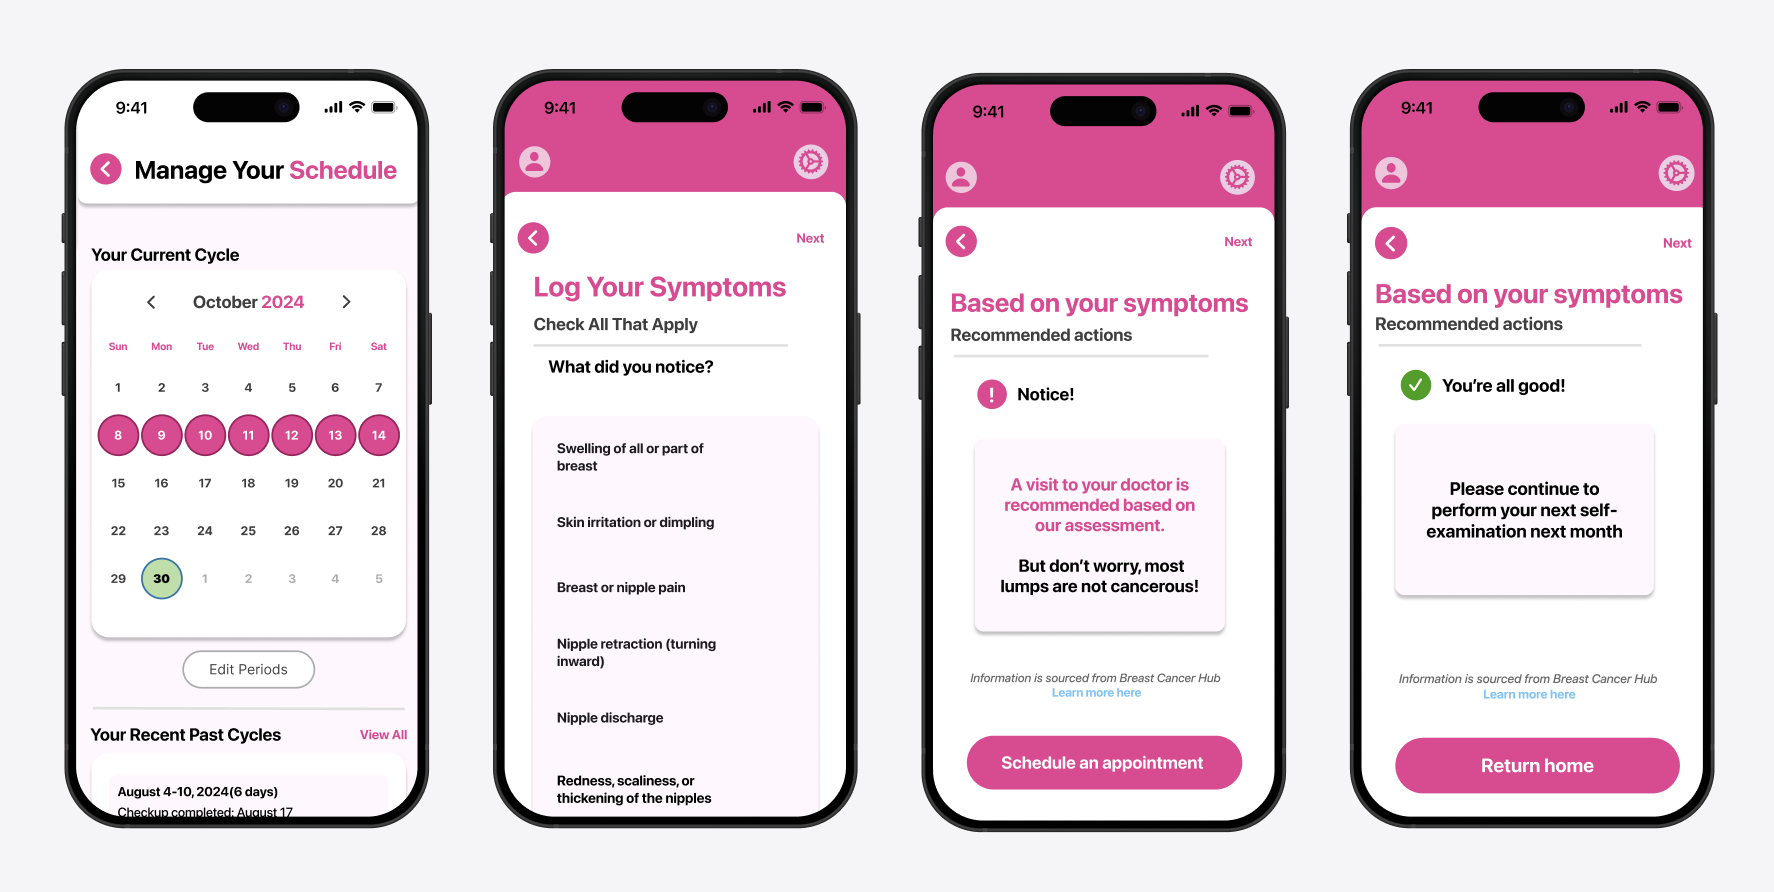 9:41
Manage Your Schedule
Your Current Cycle
October 2024
Sun Mon Tue Wed Thu Fri Sat
1 2 3 4 5 6 7
8 9 10 11 12 13 14
15 16 17 18 19 20 21
22 23 24 25 26 27 28
29 30 1 2 3 4 5
Edit Periods
Your Recent Past Cycles View All
August 4-10, 2024(6 days)
Checkup completed: August 17
9:41
Next
Log Your Symptoms
Check All That Apply
What did you notice?
Swelling of all or part of
breast
Skin irritation or dimpling
Breast or nipple pain
Nipple retraction (turning
inward)
Nipple discharge
Redness, scaliness, or
thickening of the nipples
9:41
Next
Based on your symptoms
Recommended actions
Notice!
A visit to your doctor is
recommended based on
our assessment.
But don't worry, most
lumps are not cancerous!
Information is sourced from Breast Cancer Hub
Learn more here
Schedule an appointment
9:41
Next
Based on your symptoms
Recommended actions
You're all good!
Please continue to
perform your next self-
examination next month
Information is sourced from Breast Cancer Hub
Learn more here
Return home